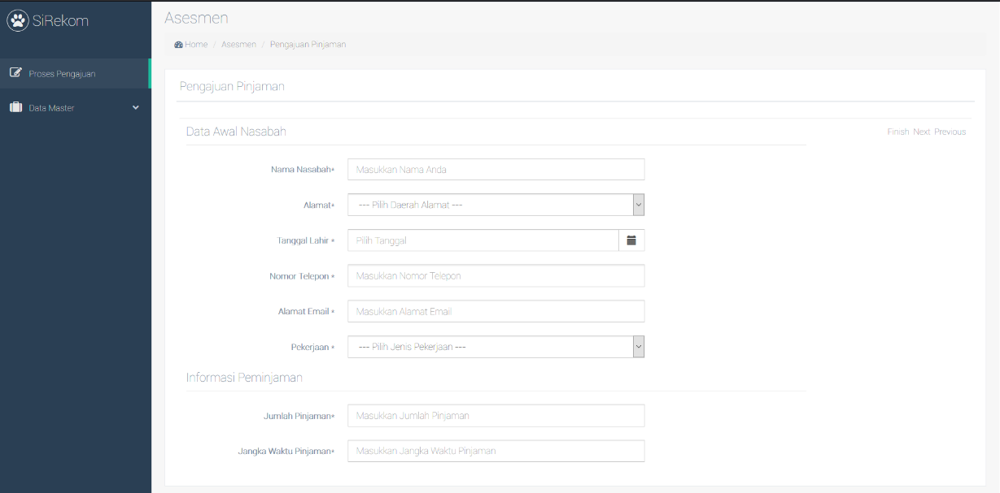 SiRekom
Proses Pengajuan
Data Master
Asesmen
Home / Asesmen / Pengajuan Pinjaman
Pengajuan Pinjaman
Data Awal Nasabah
Finish Next Previous
Nama Nasabah* Masukkan Nama Anda
Alamat* --- Pilih Daerah Alamat ---
Tanggal Lahir * Pilih Tanggal
Nomor Telepon * Masukkan Nomor Telepon
Alamat Email * Masukkan Alamat Email
Pekerjaan * --- Pilih Jenis Pekerjaan ---
Informasi Peminjaman
Jumlah Pinjaman* Masukkan Jumlah Pinjaman
Jangka Waktu Pinjaman* Masukkan Jangka Waktu Pinjaman